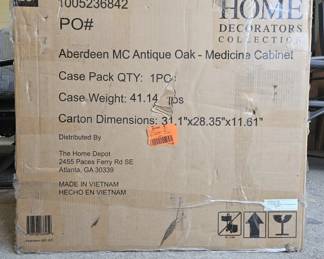 1005236842
PO#
HOME
DECORATORS
COLLECTION
Aberdeen MC Antique Oak - Medicine Cabinet
Case Pack QTY: 1PC
Case Weight: 41.14
Carton Dimensions: 31.1"x28.35"x11.61"
Distributed By
The Home Depot
2455 Paces Ferry Rd SE
Atlanta, GA 30339
MADE IN VIETNAM
HECHO EN VIETNAM